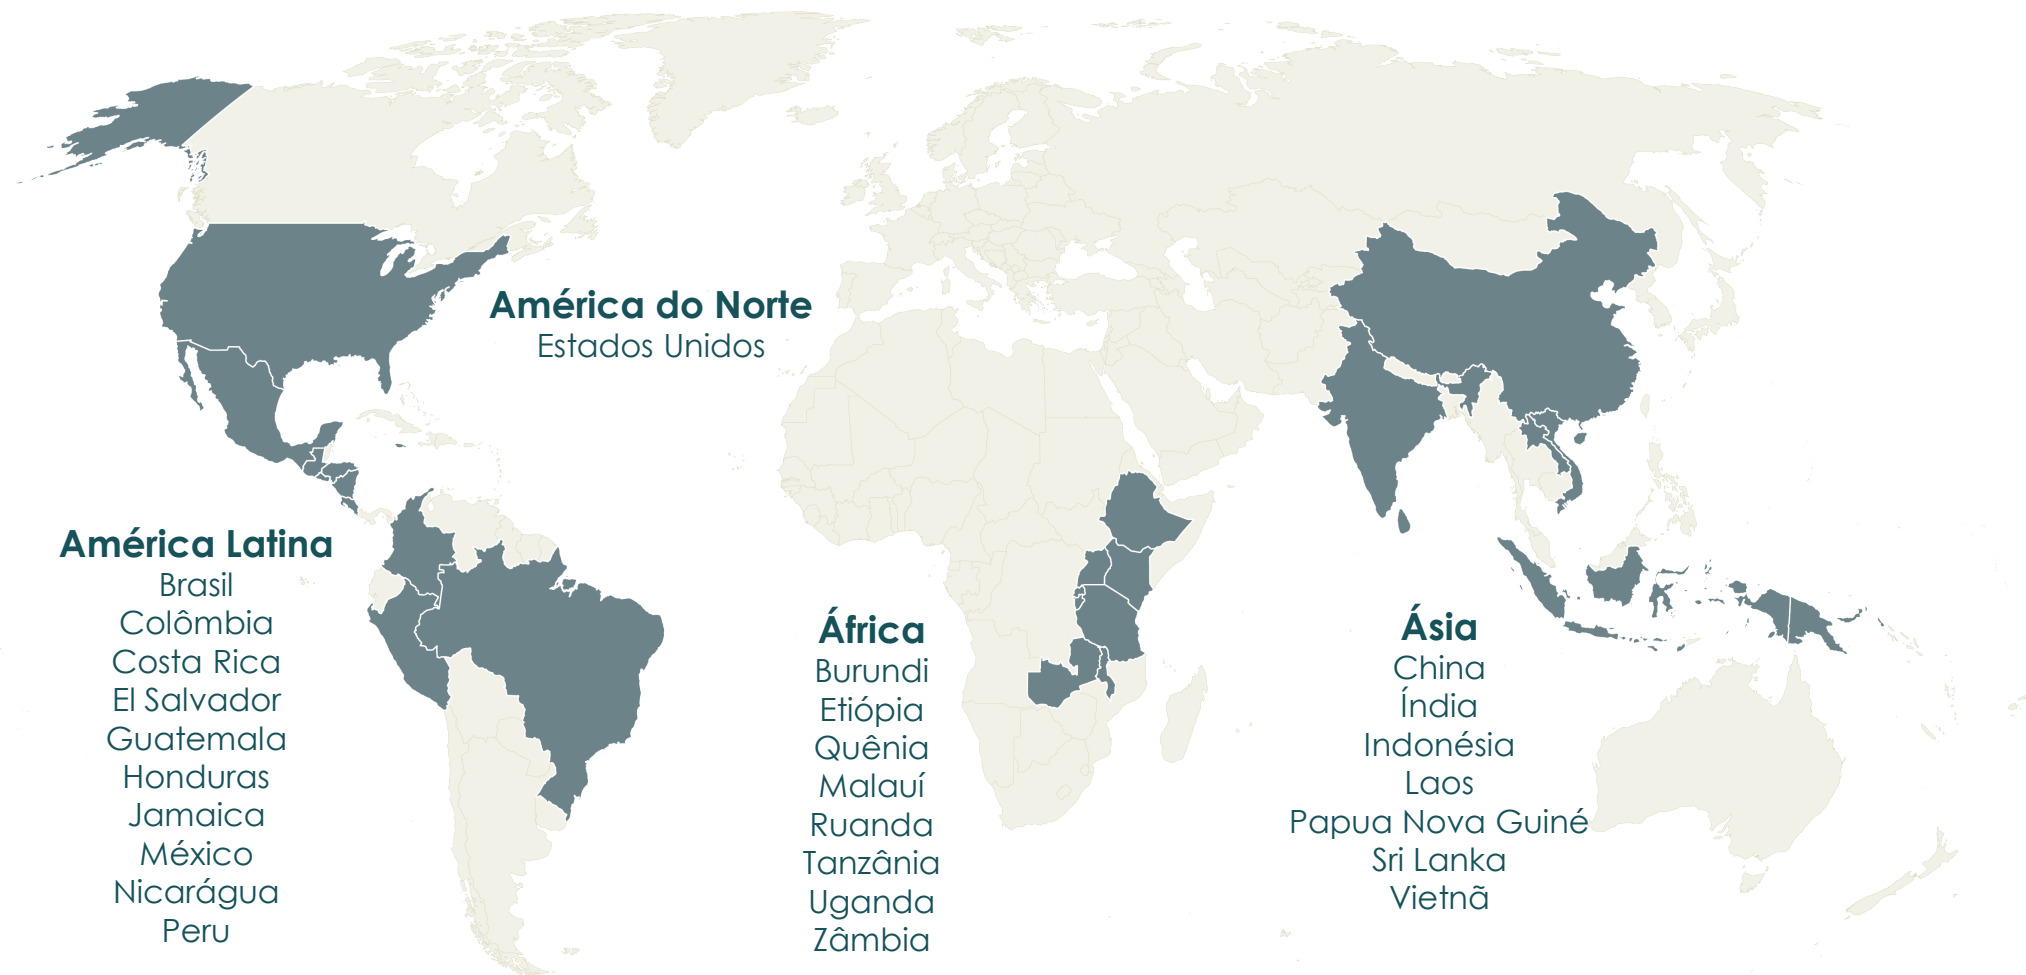 América do Norte
Estados Unidos
América Latina
Brasil
Colômbia
Costa Rica
El Salvador
Guatemala
Honduras
Jamaica
México
Nicarágua
Peru
África
Burundi
Etiópia
Quênia
Malauí
Ruanda
Tanzânia
Uganda
Zâmbia
Ásia
China
Índia
Indonésia
Laos
Papua Nova Guiné
Sri Lanka
Vietnã